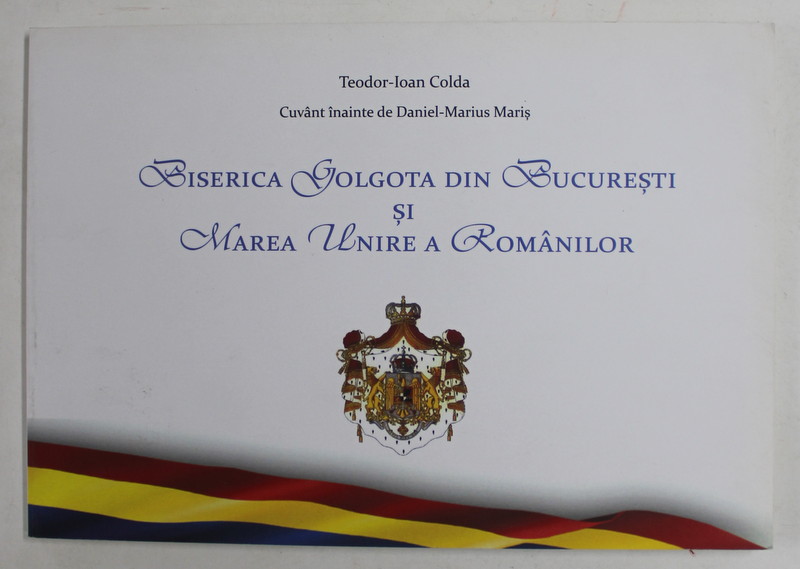 Teodor-Ioan Colda
Cuvânt înainte de Daniel-Marius Mariș
Biserica Golgota din București
și
Marea Unire a Românilor